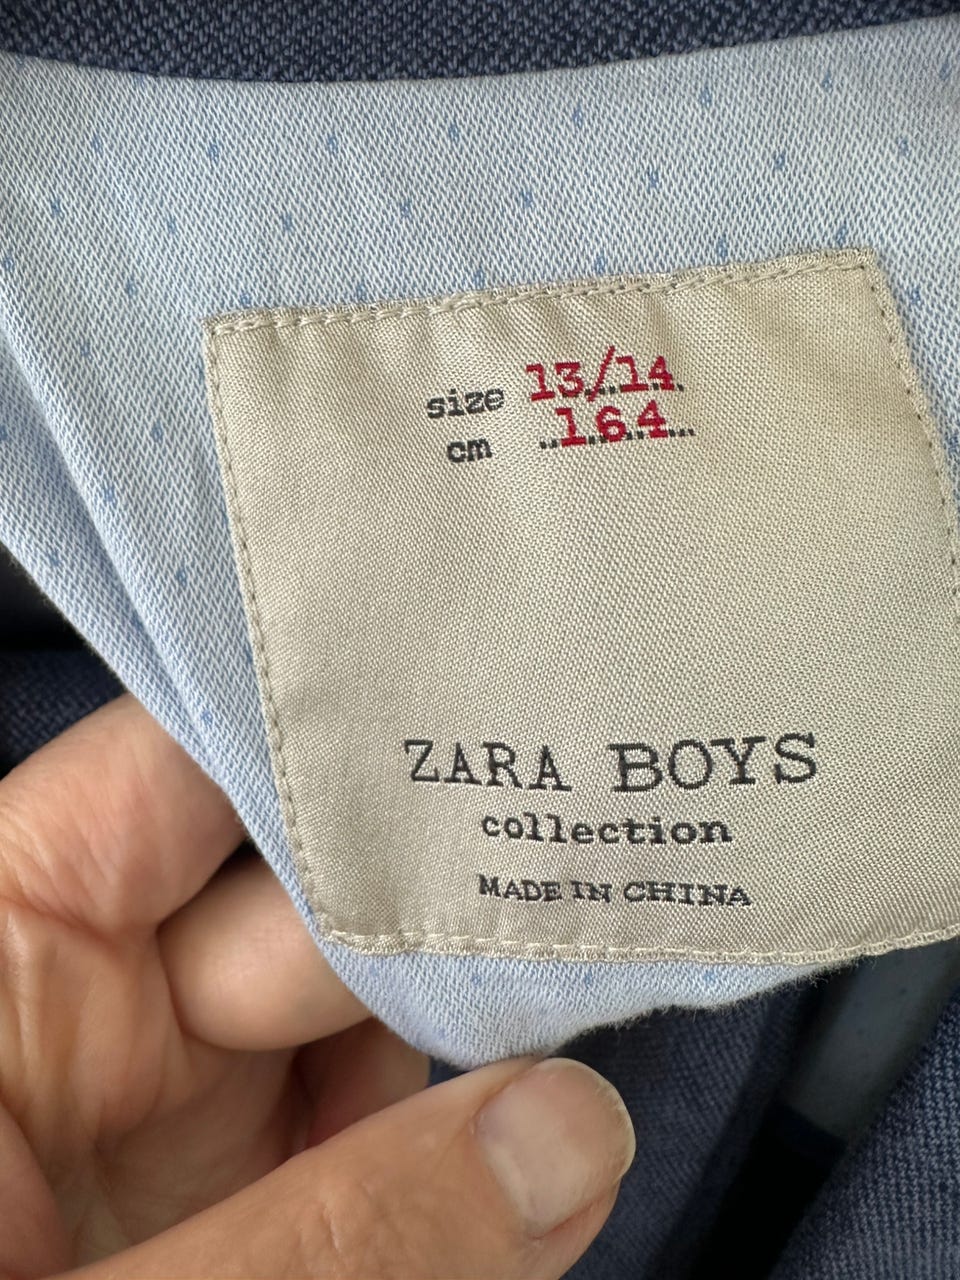 size 13/14
cm 164
ZARA BOYS
collection
MADE IN CHINA